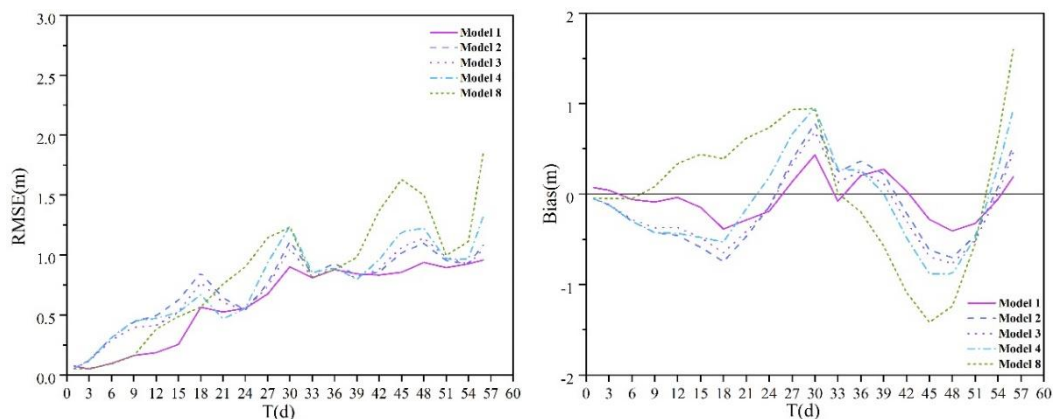 3.0
2.5
2.0
1.5
1.0
0.5
0.0
RMSE(m)
Model 1
Model 2
Model 3
Model 4
Model 8
0 3 6 9 12 15 18 21 24 27 30 33 36 39 42 45 48 51 54 57 60
T(d)
2
1
0
-1
-2
Bias(m)
Model 1
Model 2
Model 3
Model 4
Model 8
0 3 6 9 12 15 18 21 24 27 30 33 36 39 42 45 48 51 54 57 60
T(d)